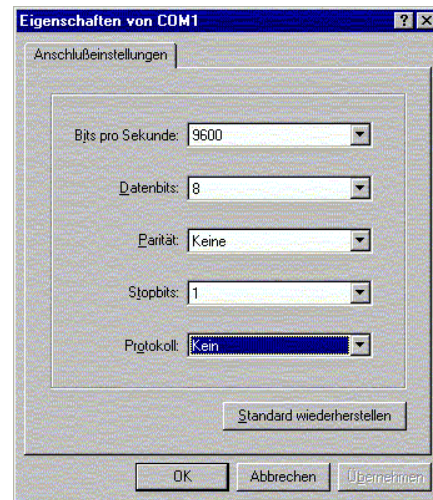 Eigenschaften von COM1
Anschlußeinstellungen
Bits pro Sekunde: 9600
Datenbits: 8
Parität: Keine
Stopbits: 1
Protokoll: Kein
Standard wiederherstellen
OK Abbrechen Übernehmen